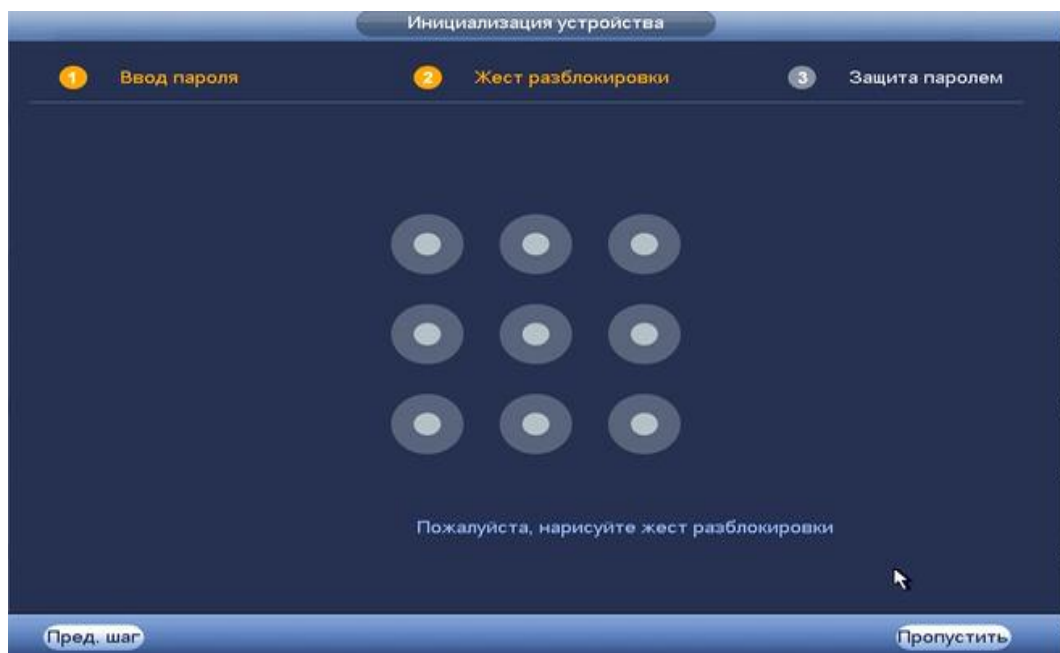 Инициализация устройства
1 Ввод пароля 2 Жест разблокировки 3 Защита паролем
Пожалуйста, нарисуйте жест разблокировки
Пред. шаг Пропустить